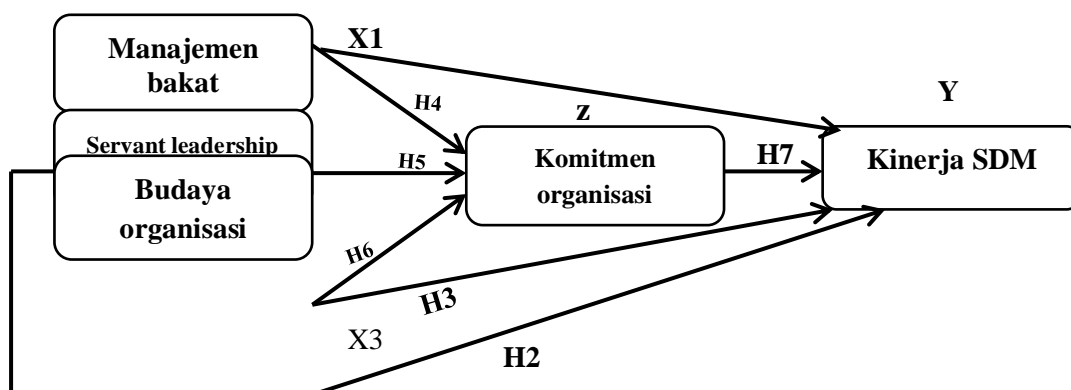 X1
Manajemen
bakat
H4
Y
z
Servant leadership
H5
Komitmen
organisasi
H7
Kinerja SDM
Budaya
organisasi
H6
H3
X3
H2